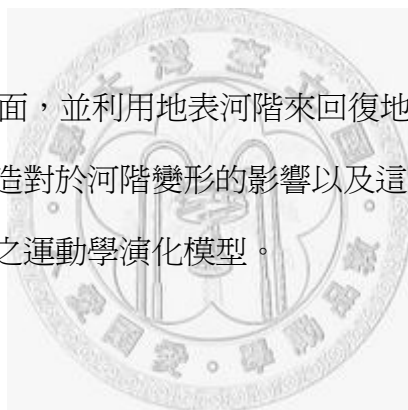 面，並利用地表河階來回復地
造對於河階變形的影響以及這
之運動學演化模型。